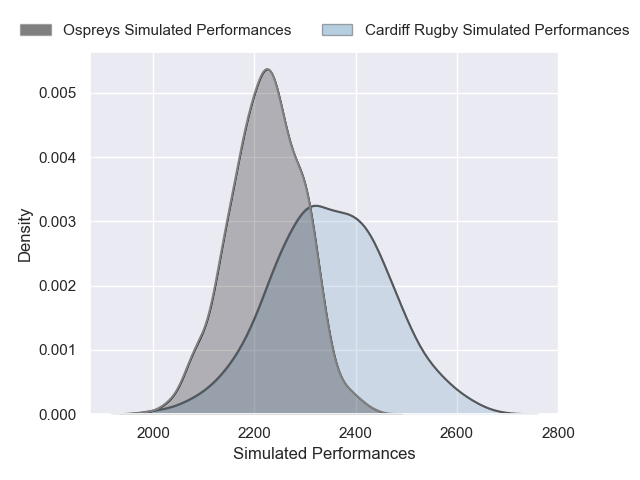 Ospreys Simulated Performances
Cardiff Rugby Simulated Performances
0.005
0.004
0.003
0.002
0.001
0.000
Density
2000
2200
2400
2600
2800
Simulated Performances